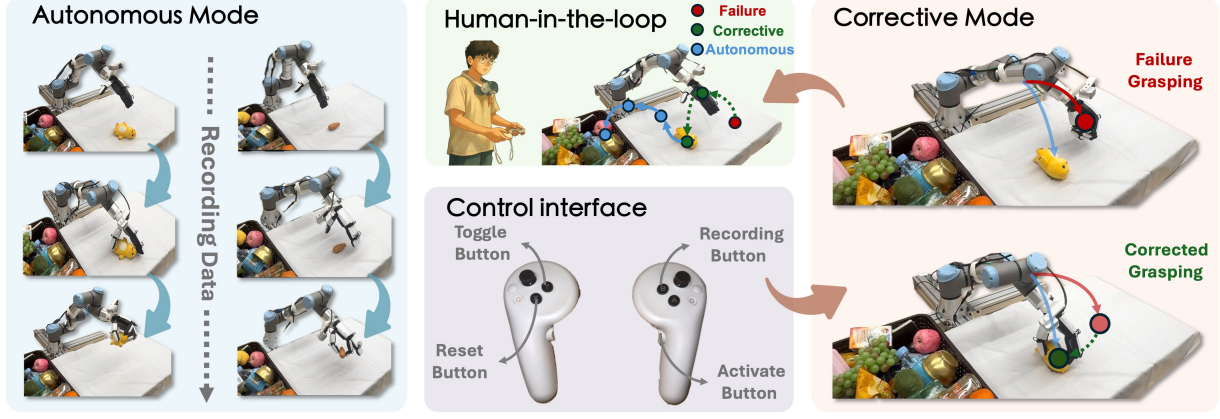 Autonomous Mode
Recording Data
Human-in-the-loop
Failure
Corrective
Autonomous
Control interface
Toggle
Button
Recording
Button
Reset
Button
Activate
Button
B
A
Corrective Mode
Failure
Grasping
Corrected
Grasping